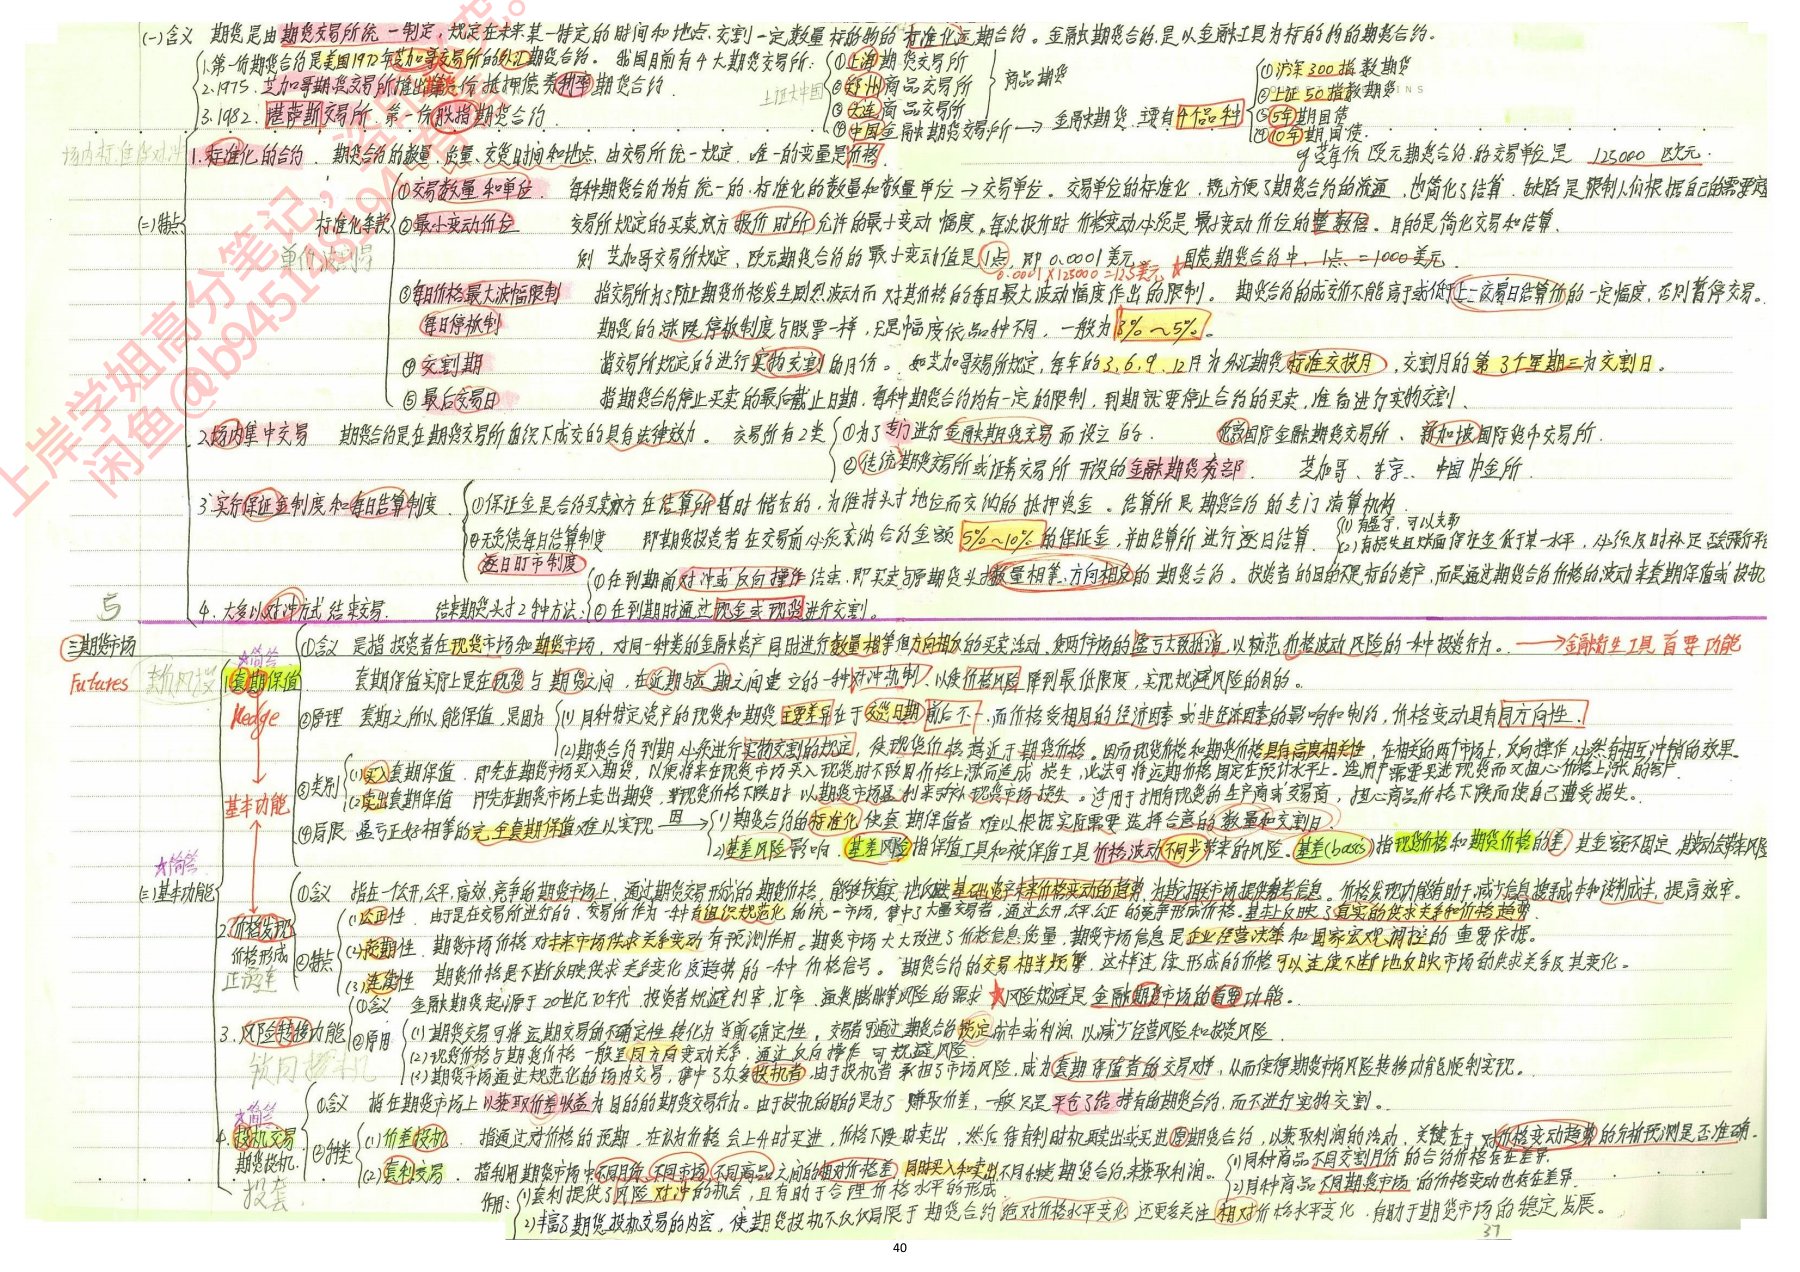 (一)含义 期货是由期货交易所统一制定,规定在未来某一特定的时间和地点、交割一定数量标的物的标准化远期合约。金融期货合约,是以金融工具为标的物的期货合约。
1.第一份期货合约是美国1972年芝加哥交易所的外汇期货合约。 我国目前有4大期货交易所:
①上海期货交易所
②郑州商品交易所
③大连商品交易所
商品期货
④中国金融期货交易所→金融期货,主要有4个品种
①沪深300指数期货
②上证50指数期货
③5年期国债
④10年期国债.
2.1975. 芝加哥期货交易所推出第一份抵押债券利率期货合约.
上证大中国
3.1982. 堪萨斯交易所.第一份股指期货合约.
场内标,住保对冲
(二)特点
1.标准化的合约. 期货合约的数量、质量、交货时间和地点,由交易所统一规定,唯一的变量是价格.
eg芝哥份 欧元期货合约的交易单位是 125000 欧元.
标准化条款
单价波到最
①交易数量和单位. 每种期货合约均有统一的、标准化的数量和数量单位→交易单位。交易单位的标准化,既方便了期货合约的流通,也简化了结算.缺陷是限制人们根据自己的需要定
②最小变动价位 交易所规定的买卖双方报价时所允许的最小变动幅度,每次报价时价格变动必须是最小变动价位的整数倍。目的是简化交易和结算.
例 芝加哥交易所规定、欧元期货合约的最小变动值是1点,即0.0001美元. ★国债期货合约中,1点=1000美元.
0.0001×125000=12.5美元.
③每日价格最大波幅限制 指交易所为了防止期货价格发生剧烈波动而对其价格的每日最大波动幅度作出的限制。 期货合约的成交价不能高于或低于上一交易日结算价的一定幅度,否则暂停交易.
每日停板制 期货的涨跌停板制度与股票一样,只是幅度依品种不同,一般为3%~5%。
④交割期 指交易所规定的进行实物交割的月份。如芝加哥交易所规定,每年的3、6、9、12月为外汇期货标准交投月,交割月的第3个星期三为交割日。
⑤最后交易日 指期货合约停止买卖的最后截止日期.每种期货合约均有一定的限制,到期就要停止合约的买卖,准备进行实物交割.
2.场内集中交易 期货合约是在期货交易所组织下成交的具有法律效力。 交易所有2类
①为了专门进行金融期货交易而设立的. 伦敦国际金融期货交易所、新加坡国际货币交易所.
②传统期货交易所或证券交易所开设的金融期货交易部 芝加哥、东京、中国中金所.
3.实行保证金制度和每日结算制度.
①保证金是合约买卖双方在结算所暂时储存的,为维持头寸地位而交纳的抵押资金. 结算所是期货合约的专门清算机构.
②无负债每日结算制度 即期货投资者在交易前必须交纳合约金额5%~10%的保证金,并由结算所进行逐日结算.
(1)有盈余,可以支取
(2)有损失且账面保证金低于某一水平,必须及时补足,否强行平仓
逐日盯市制度
5
4.大多以对冲方式结束交易. 结束期货头寸2种方法:
①在到期前对冲或反向操作结束,即买卖与原期货头寸数量相等、方向相反的期货合约。投资者的目的不是标的资产,而是通过期货合约价格的波动来套期保值或投机
②在到期时通过现金或现货进行交割。
三期货市场
Futures
(三)基本功能
★简答
★简答
套价风投
1.套期保值
Hedge
基本功能
①含义 是指投资者在现货市场和期货市场,对同一种类的金融资产同时进行数量相等但方向相反的买卖活动,使两个市场的盈亏大致抵消,以规范价格波动风险的一种投资行为。→金融衍生工具首要功能
套期保值实际上是在现货与期货之间,在近期与远期之间建立的一种对冲机制,以使价格风险降到最低限度,实现规避风险的目的。
②原理 套期之所以能保值,是因为
(1)同种特定资产的现货和期货主要差异在于交货日期前后不一,而价格受相同的经济因素或非经济因素的影响和制约,价格变动具有同方向性.
(2)期货合约到期必须进行实物交割的规定,使现货价格接近于期货价格。因而现货价格和期货价格具有高度相关性,在相关的两个市场上,反向操作必然有相互冲销的效果。
③类别
(1)买入套期保值. 即先在期货市场买入期货,以便将来在现货市场买入现货时不致因价格上涨而造成损失,此法可将远期价格固定在预计水平上。适用于需要买进现货而又担心价格上涨的客户.
(2)卖出套期保值 即先在期货市场上卖出期货,当现货价格下跌时,以期货市场盈利来弥补现货市场损失。适用于拥有现货的生产商或交易商,担心商品价格下跌而使自己遭受损失.
④局限 盈亏正好相等的完全套期保值难以实现 因
1)期货合约的标准化使套期保值者难以根据实际需要选择合意的数量和交割日.
2)基差风险影响. 基差风险指保值工具和被保值工具价格波动不同步带来的风险。基差(basis)指现货价格和期货价格的差,其金额不固定,其波动会带来风险
2.价格发现
价格形成
正预连
①含义 指在一个公开、公平、高效、竞争的期货市场上,通过期货交易形成的期货价格,能够较真实地反映基础资产未来价格变动的趋势,为其相关市场提供参考信息。价格发现功能有助于减少信息搜寻成本和谈判成本,提高效率。
②特点
(1)公正性. 由于是在交易所进行的,交易所作为一种有组织规范化的统一市场,集中了大量交易者,通过公开、公平、公正的竞争形成价格.基本上反映了真实的供求关系和价格趋势
(2)预期性. 期货市场价格对未来市场供求关系变动有预测作用。期货市场大大改进了价格信息质量,期货市场信息是企业经营决策和国家宏观调控的重要依据。
(3)连续性 期货价格是不断反映供求关系变化及趋势的一种价格信号。 期货合约的交易相当频繁,这样连续形成的价格可以连续不断地反映市场的供求关系及其变化。
3.风险转移功能
锁同投机
①含义 金融期货起源于20世纪70年代,投资者规避利率、汇率、通货膨胀等风险的需求 ★风险规避是金融期货市场的首要功能。
②原因
(1)期货交易可将远期交易的不确定性转化为当前确定性。交易者可通过期货合约锁定成本或利润,以减少经营风险和投资风险.
(2)现货价格与期货价格一般呈同方向变动关系,通过反向操作可规避风险.
(3)期货市场通过规范化的场内交易,集中了众多投机者.由于投机者承担了市场风险,成为套期保值者的交易对手,从而使得期货市场风险转移功能顺利实现。
★简答
4.投机交易
期货投机.
投套
①含义 指在期货市场上以获取价差收益为目的的期货交易行为。由于投机的目的是为了赚取价差,一般只是平仓了结持有的期货合约,而不进行实物交割。
②种类
(1)价差投机. 指通过对价格的预期,在认为价格会上升时买进,价格下跌时卖出,然后待有利时机再卖出或买进原期货合约,以获取利润的活动,关键在于对价格变动趋势的分析预测是否准确.
(2)套利交易. 指利用期货市场中不同月份、不同市场、不同商品之间的相对价格差,同时买入和卖出不同种类期货合约,来获取利润。
1)同种商品不同交割月份的合约价格存在差异.
2)同种商品不同期货市场的价格变动也存在差异.
作用:
1)套利提供了风险对冲的机会,且有助于合理价格水平的形成.
2)丰富了期货投机交易的内容,使期货投机不仅仅局限于期货合约绝对价格水平变化,还更多关注相对价格水平变化,有助于期货市场的稳定发展。
37
上岸学姐高分笔记,
闲鱼@b94511819
40